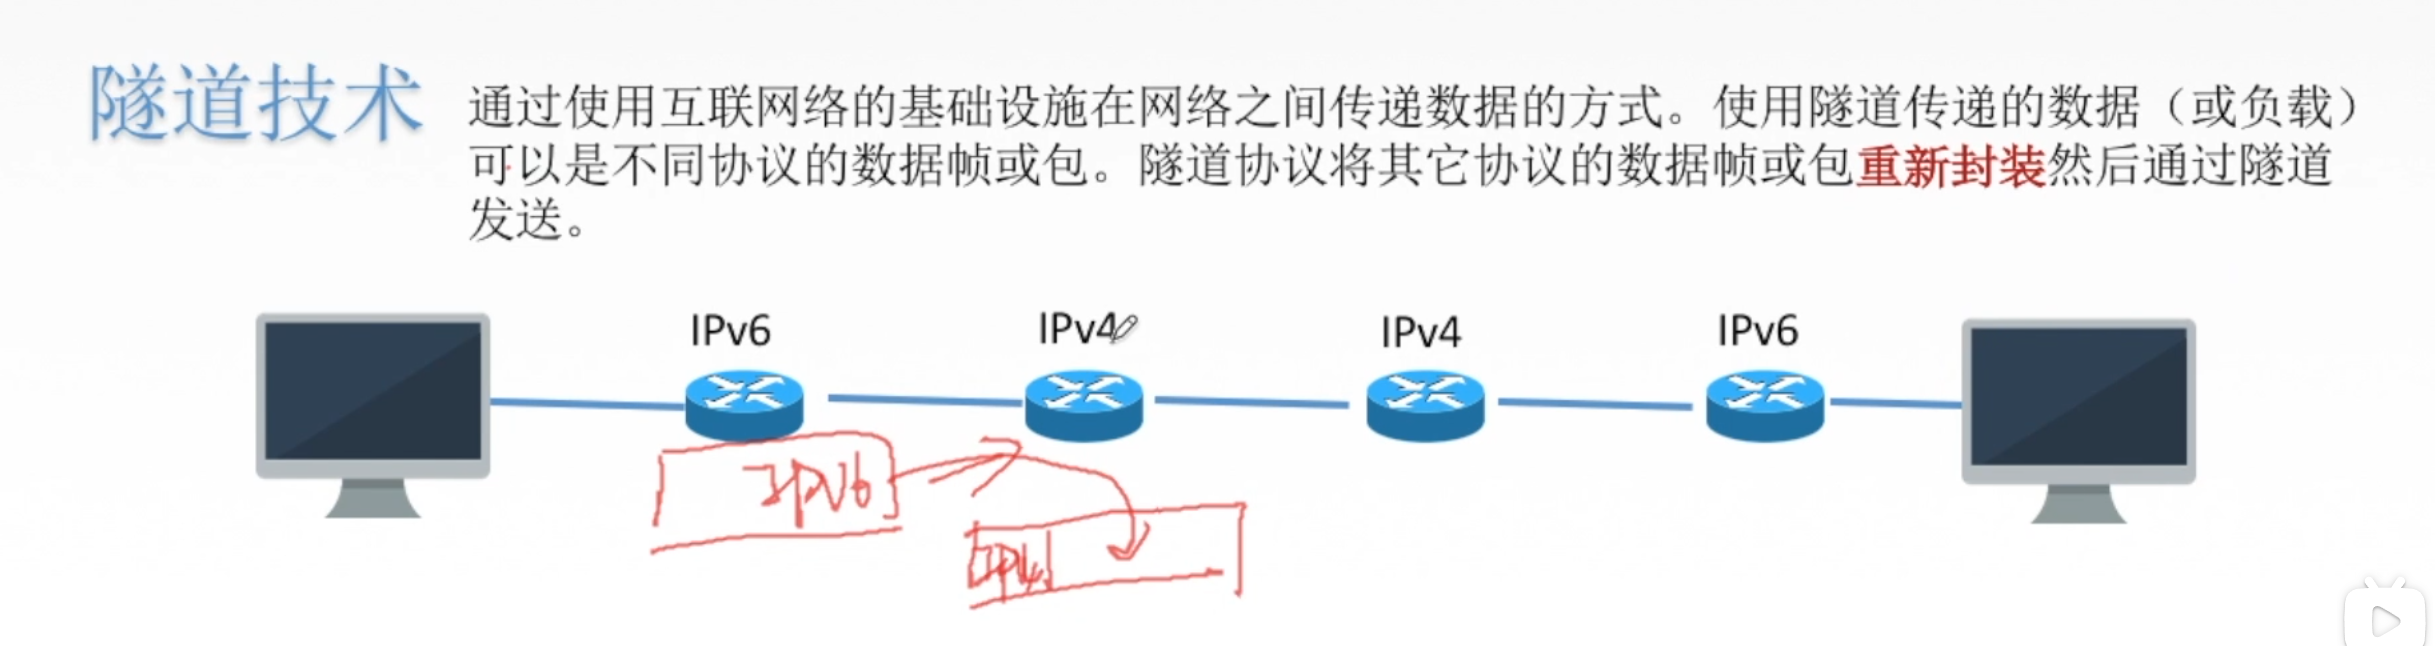 隧道技术
通过使用互联网络的基础设施在网络之间传递数据的方式。使用隧道传递的数据（或负载）
可以是不同协议的数据帧或包。隧道协议将其它协议的数据帧或包重新封装然后通过隧道
发送。
IPv6 IPv4 IPv4 IPv6
IPV6